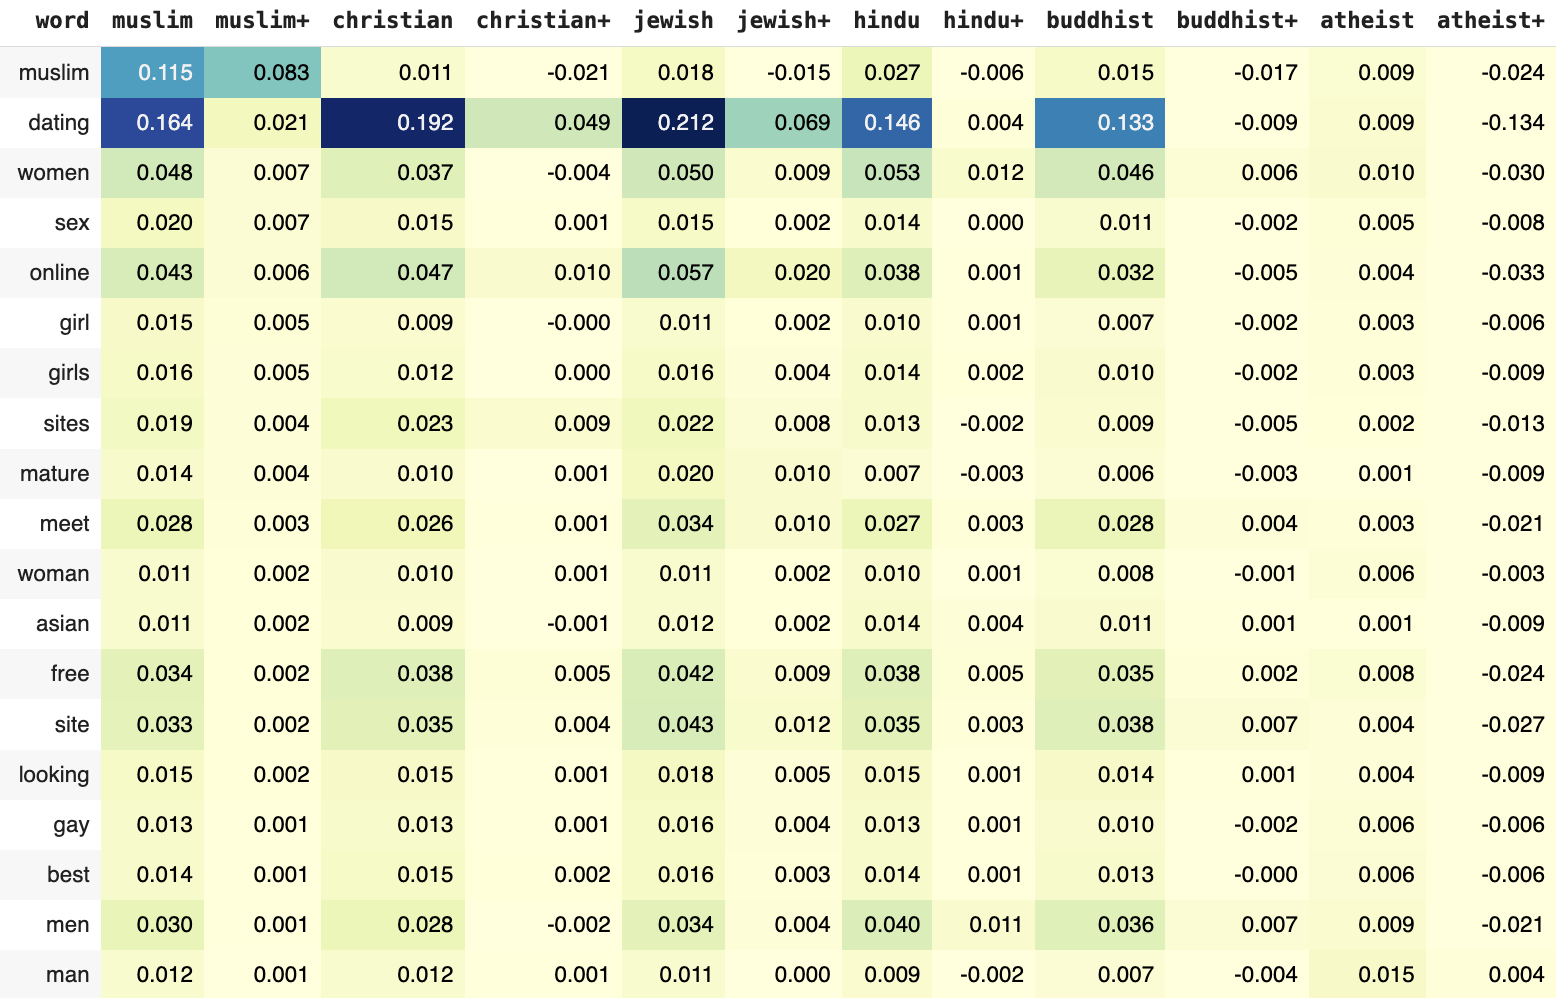 word muslim muslim+ christian christian+ jewish jewish+ hindu hindu+ buddhist buddhist+ atheist atheist+
muslim 0.115 0.083 0.011 -0.021 0.018 -0.015 0.027 -0.006 0.015 -0.017 0.009 -0.024
dating 0.164 0.021 0.192 0.049 0.212 0.069 0.146 0.004 0.133 -0.009 0.009 -0.134
women 0.048 0.007 0.037 -0.004 0.050 0.009 0.053 0.012 0.046 0.006 0.010 -0.030
sex 0.020 0.007 0.015 0.001 0.015 0.002 0.014 0.000 0.011 -0.002 0.005 -0.008
online 0.043 0.006 0.047 0.010 0.057 0.020 0.038 0.001 0.032 -0.005 0.004 -0.033
girl 0.015 0.005 0.009 -0.000 0.011 0.002 0.010 0.001 0.007 -0.002 0.003 -0.006
girls 0.016 0.005 0.012 0.000 0.016 0.004 0.014 0.002 0.010 -0.002 0.003 -0.009
sites 0.019 0.004 0.023 0.009 0.022 0.008 0.013 -0.002 0.009 -0.005 0.002 -0.013
mature 0.014 0.004 0.010 0.001 0.020 0.010 0.007 -0.003 0.006 -0.003 0.001 -0.009
meet 0.028 0.003 0.026 0.001 0.034 0.010 0.027 0.003 0.028 0.004 0.003 -0.021
woman 0.011 0.002 0.010 0.001 0.011 0.002 0.010 0.001 0.008 -0.001 0.006 -0.003
asian 0.011 0.002 0.009 -0.001 0.012 0.002 0.014 0.004 0.011 0.001 0.001 -0.009
free 0.034 0.002 0.038 0.005 0.042 0.009 0.038 0.005 0.035 0.002 0.008 -0.024
site 0.033 0.002 0.035 0.004 0.043 0.012 0.035 0.003 0.038 0.007 0.004 -0.027
looking 0.015 0.002 0.015 0.001 0.018 0.005 0.015 0.001 0.014 0.001 0.004 -0.009
gay 0.013 0.001 0.013 0.001 0.016 0.004 0.013 0.001 0.010 -0.002 0.006 -0.006
best 0.014 0.001 0.015 0.002 0.016 0.003 0.014 0.001 0.013 -0.000 0.006 -0.006
men 0.030 0.001 0.028 -0.002 0.034 0.004 0.040 0.011 0.036 0.007 0.009 -0.021
man 0.012 0.001 0.012 0.001 0.011 0.000 0.009 -0.002 0.007 -0.004 0.015 0.004